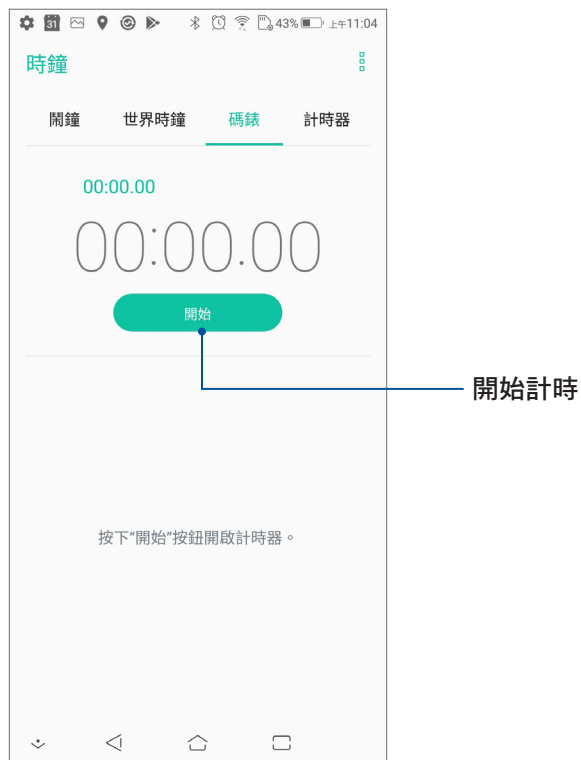 31 43% 上午11:04
時鐘
鬧鐘 世界時鐘 碼錶 計時器
00:00.00
00:00.00
開始
開始計時
按下“開始”按鈕開啟計時器。